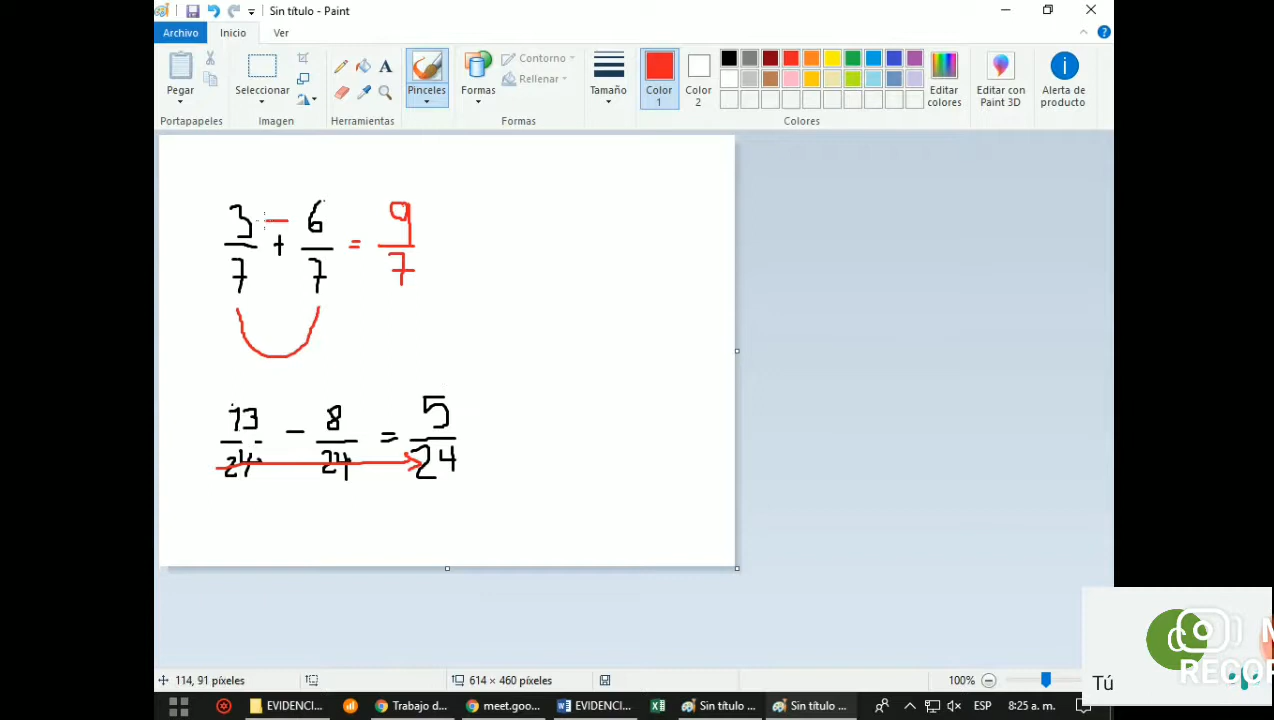 Sin título - Paint
Archivo Inicio Ver
Pegar Seleccionar A Pinceles Formas Contorno Rellenar Tamaño Color 1 Color 2 Editar colores Editar con Paint 3D Alerta de producto
Portapapeles Imagen Herramientas Formas Colores
3/7 + 6/7 = 9/7
13/24 - 8/24 = 5/24
RECOR
Tú
114, 91 píxeles 614 × 460 píxeles 100%
EVIDENCI... Trabajo d... meet.goo... EVIDENC... Sin título ... Sin título ... ESP 8:25 a. m.